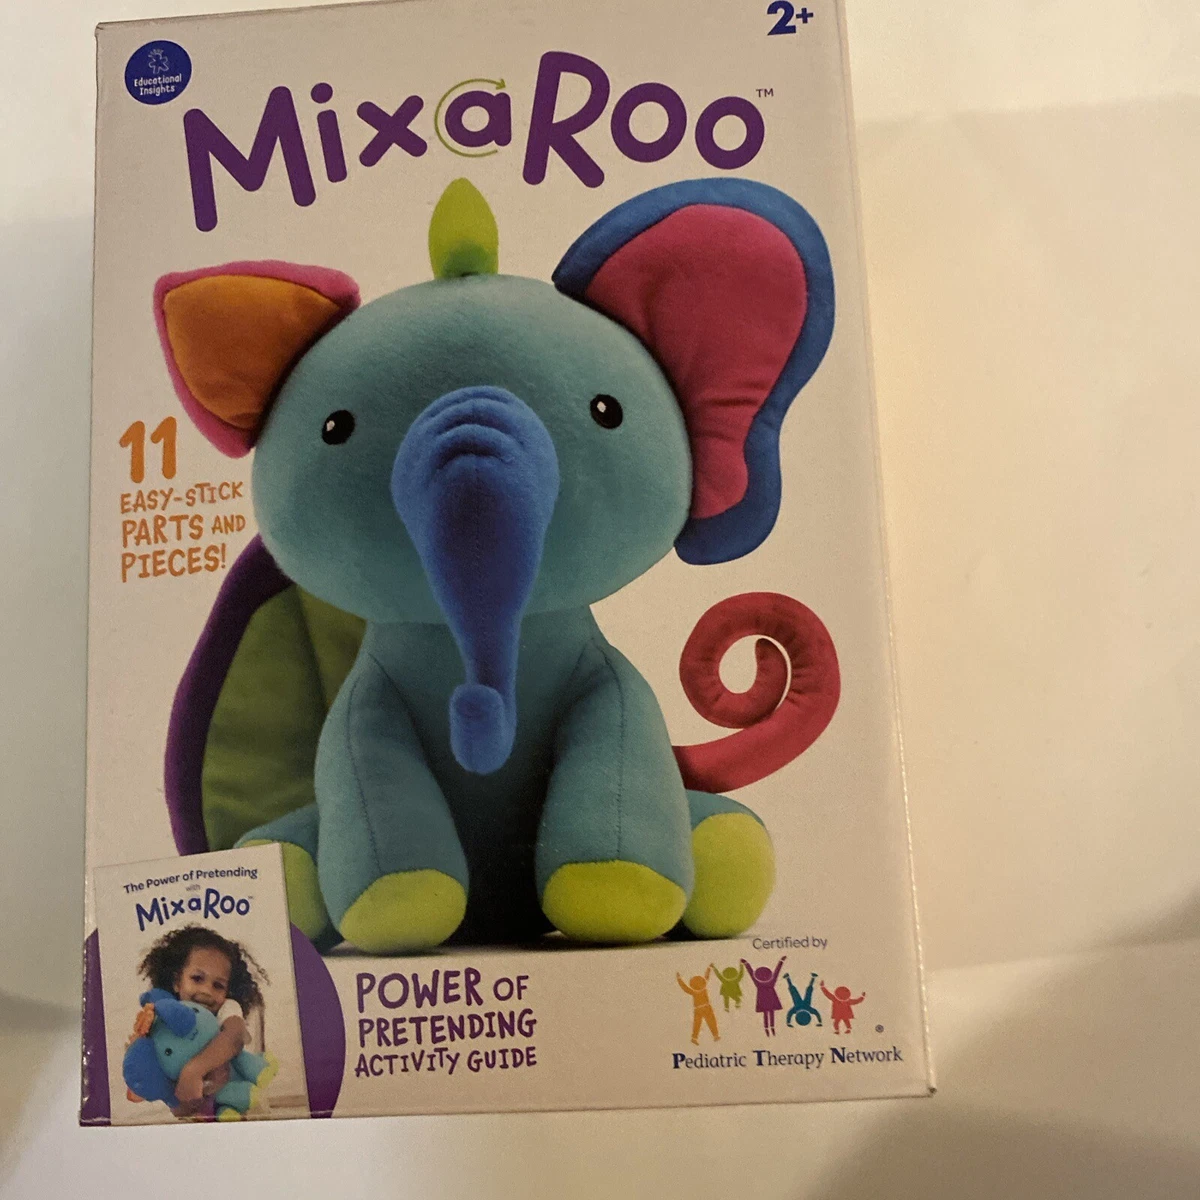 2+
Educational
Insights
MixaRoo™
11
EASY-STICK
PARTS AND
PIECES!
The Power of Pretending
with
MixaRoo™
POWER OF
PRETENDING
ACTIVITY GUIDE
Certified by
®
Pediatric Therapy Network